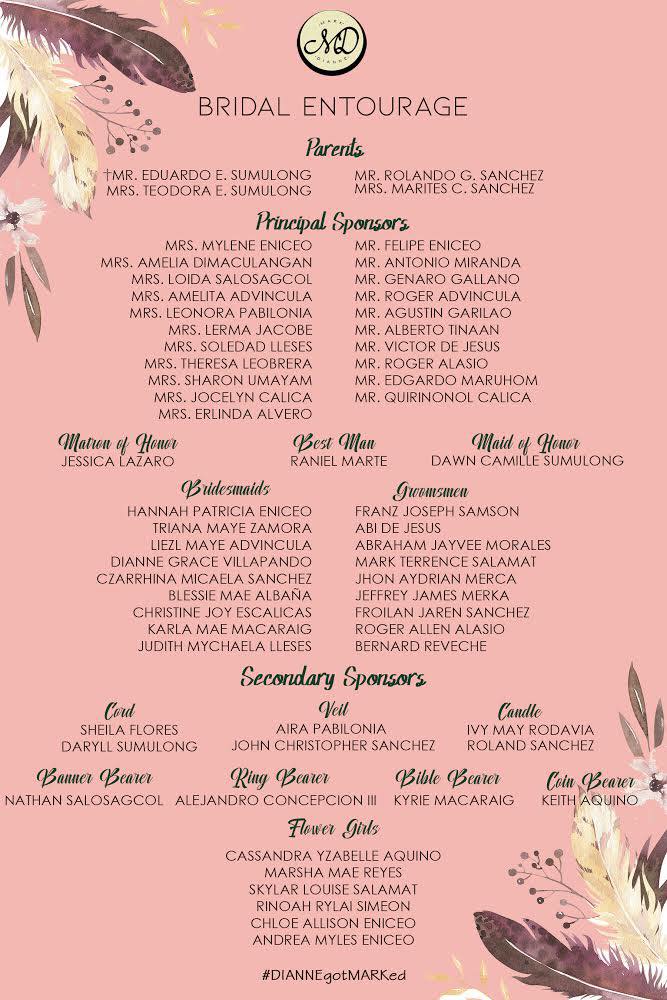 MARK
MD
DIANNE
BRIDAL ENTOURAGE
Parents
†MR. EDUARDO E. SUMULONG
MRS. TEODORA E. SUMULONG
MR. ROLANDO G. SANCHEZ
MRS. MARITES C. SANCHEZ
Principal Sponsors
MRS. MYLENE ENICEO
MRS. AMELIA DIMACULANGAN
MRS. LOIDA SALOSAGCOL
MRS. AMELITA ADVINCULA
MRS. LEONORA PABILONIA
MRS. LERMA JACOBE
MRS. SOLEDAD LLESES
MRS. THERESA LEOBRERA
MRS. SHARON UMAYAM
MRS. JOCELYN CALICA
MRS. ERLINDA ALVERO
MR. FELIPE ENICEO
MR. ANTONIO MIRANDA
MR. GENARO GALLANO
MR. ROGER ADVINCULA
MR. AGUSTIN GARILAO
MR. ALBERTO TINAAN
MR. VICTOR DE JESUS
MR. ROGER ALASIO
MR. EDGARDO MARUHOM
MR. QUIRINONOL CALICA
Matron of Honor
JESSICA LAZARO
Best Man
RANIEL MARTE
Maid of Honor
DAWN CAMILLE SUMULONG
Bridesmaids
HANNAH PATRICIA ENICEO
TRIANA MAYE ZAMORA
LIEZL MAYE ADVINCULA
DIANNE GRACE VILLAPANDO
CZARRHINA MICAELA SANCHEZ
BLESSIE MAE ALBAÑA
CHRISTINE JOY ESCALICAS
KARLA MAE MACARAIG
JUDITH MYCHAELA LLESES
Groomsmen
FRANZ JOSEPH SAMSON
ABI DE JESUS
ABRAHAM JAYVEE MORALES
MARK TERRENCE SALAMAT
JHON AYDRIAN MERCA
JEFFREY JAMES MERKA
FROILAN JAREN SANCHEZ
ROGER ALLEN ALASIO
BERNARD REVECHE
Secondary Sponsors
Cord
SHEILA FLORES
DARYLL SUMULONG
Veil
AIRA PABILONIA
JOHN CHRISTOPHER SANCHEZ
Candle
IVY MAY RODAVIA
ROLAND SANCHEZ
Banner Bearer
NATHAN SALOSAGCOL
Ring Bearer
ALEJANDRO CONCEPCION III
Bible Bearer
KYRIE MACARAIG
Coin Bearer
KEITH AQUINO
Flower Girls
CASSANDRA YZABELLE AQUINO
MARSHA MAE REYES
SKYLAR LOUISE SALAMAT
RINOAH RYLAI SIMEON
CHLOE ALLISON ENICEO
ANDREA MYLES ENICEO
#DIANNEgotMARKed